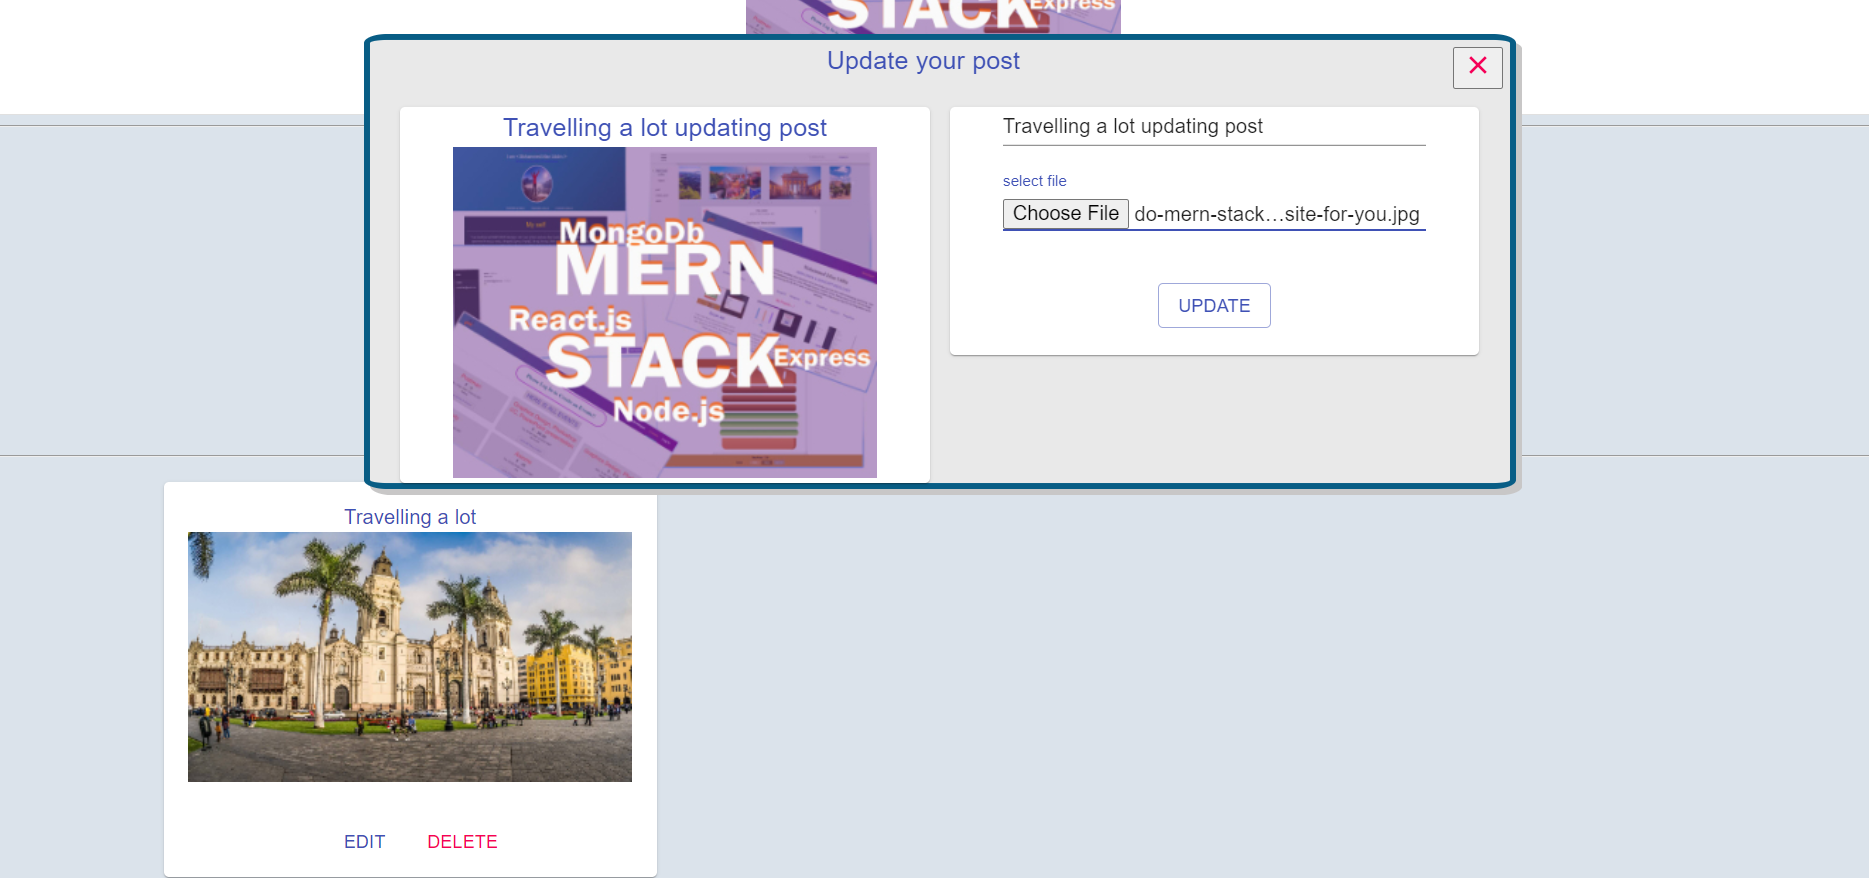 STACK Express
Update your post
Travelling a lot updating post
MongoDb
MERN
React.js
STACK Express
Node.js
Travelling a lot updating post
select file
Choose File do-mern-stack…site-for-you.jpg
UPDATE
Travelling a lot
EDIT DELETE